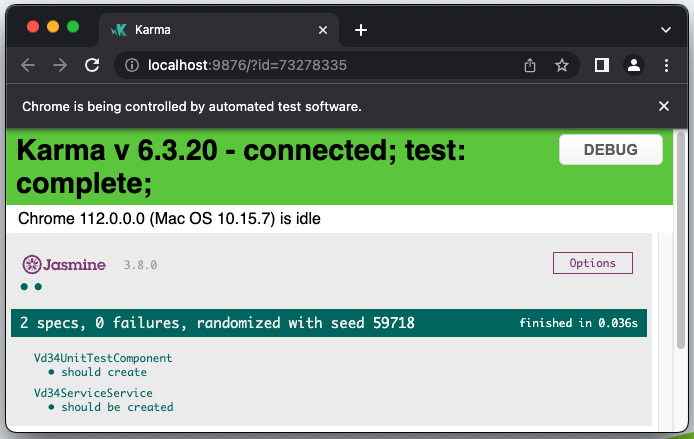 Karma
localhost:9876/?id=73278335
Chrome is being controlled by automated test software.
Karma v 6.3.20 - connected; test:
complete;
DEBUG
Chrome 112.0.0.0 (Mac OS 10.15.7) is idle
Jasmine 3.8.0
Options
2 specs, 0 failures, randomized with seed 59718
finished in 0.036s
Vd34UnitTestComponent
• should create
Vd34ServiceService
• should be created